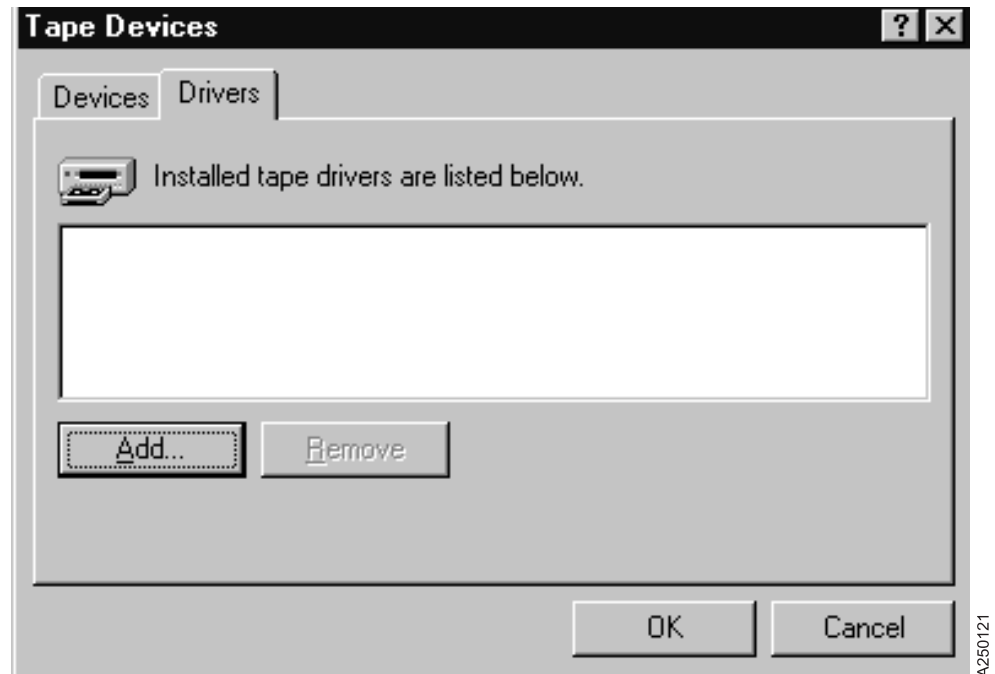 Tape Devices
Devices Drivers
Installed tape drivers are listed below.
Add... Remove
OK Cancel
A250121